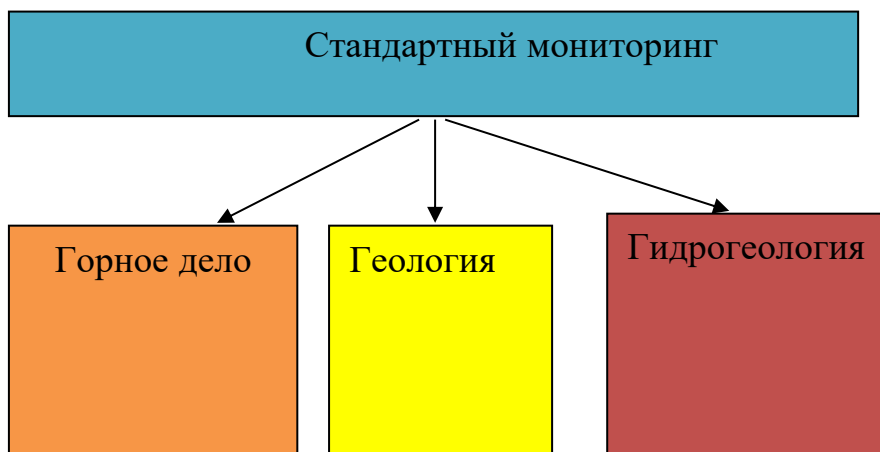 Стандартный мониторинг
Горное дело
Геология
Гидрогеология